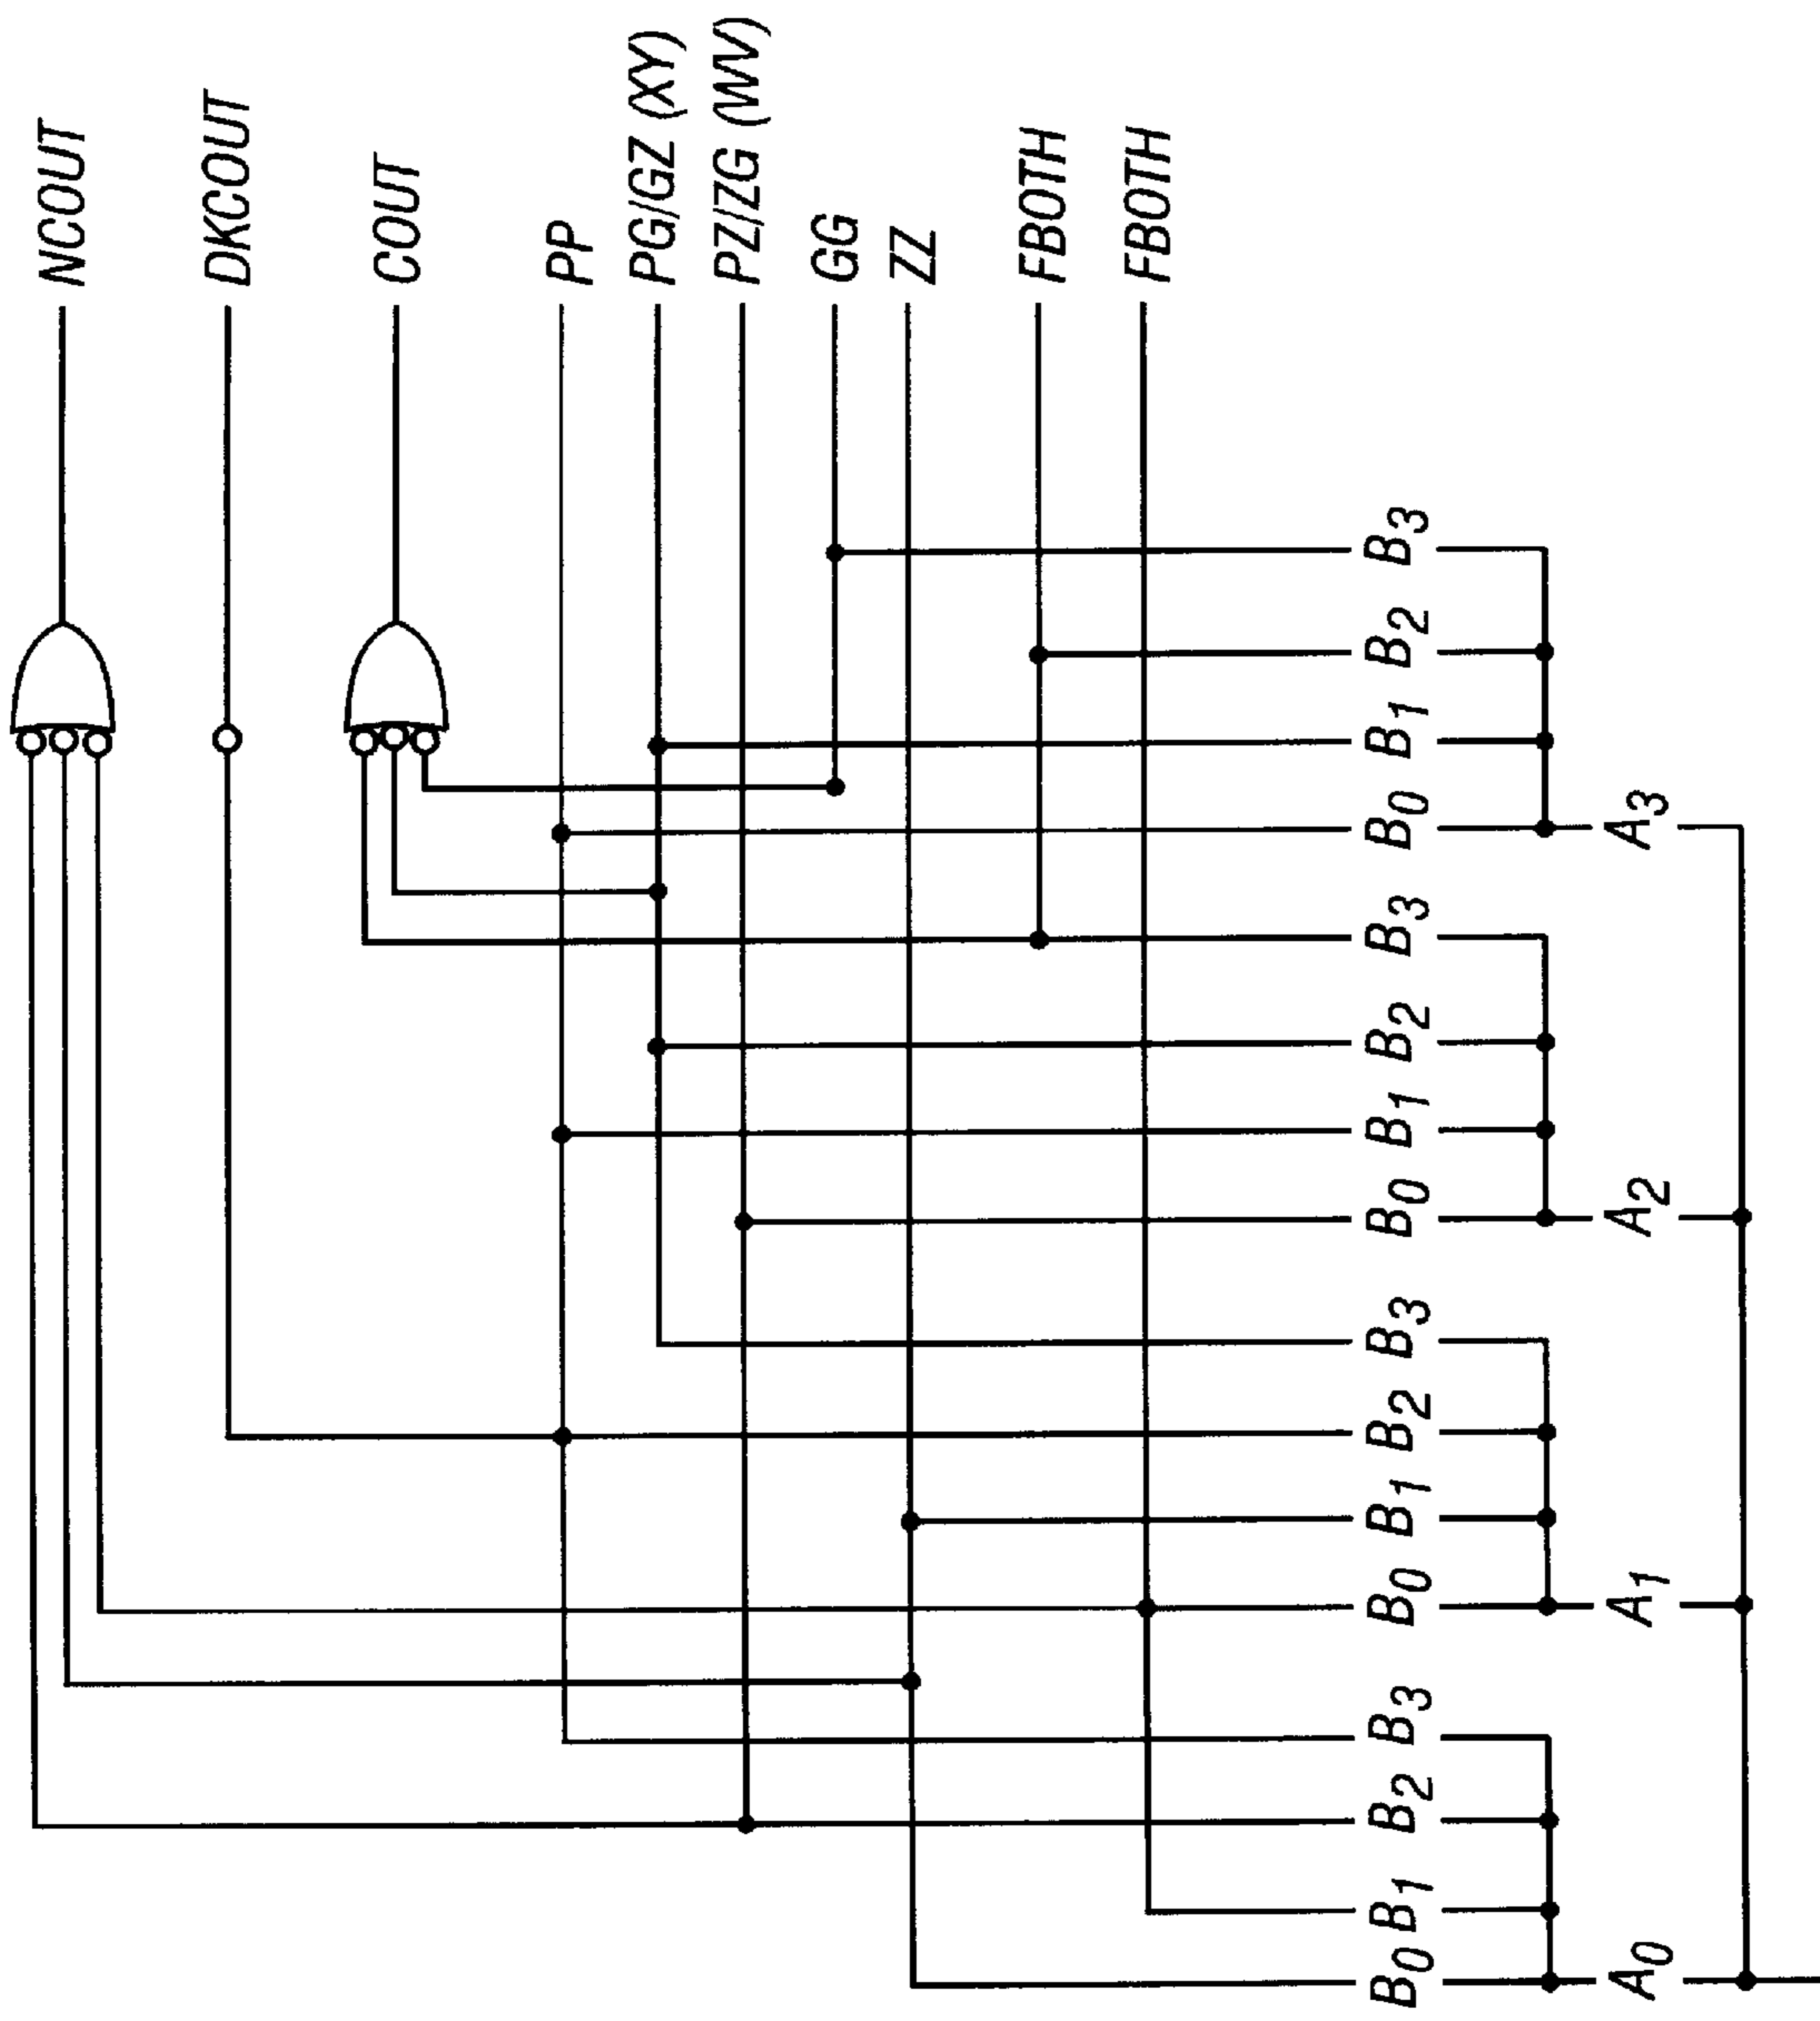 NCOUT
DKCOUT
COUT
PP
PG/GZ (XY)
PZ/ZG (WV)
GG
ZZ
FBOTH
FBOTH
B0 B1 B2 B3 B0 B1 B2 B3 B0 B1 B2 B3 B0 B1 B2 B3
A0 A1 A2 A3